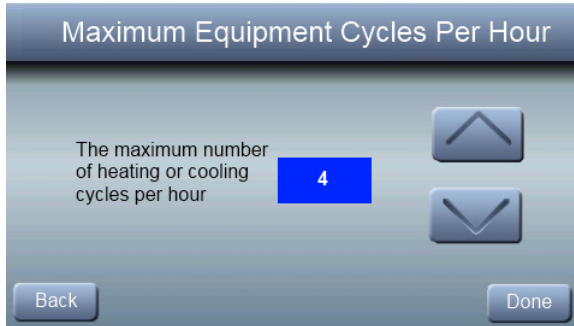 Maximum Equipment Cycles Per Hour
The maximum number
of heating or cooling
cycles per hour
4
Back
Done